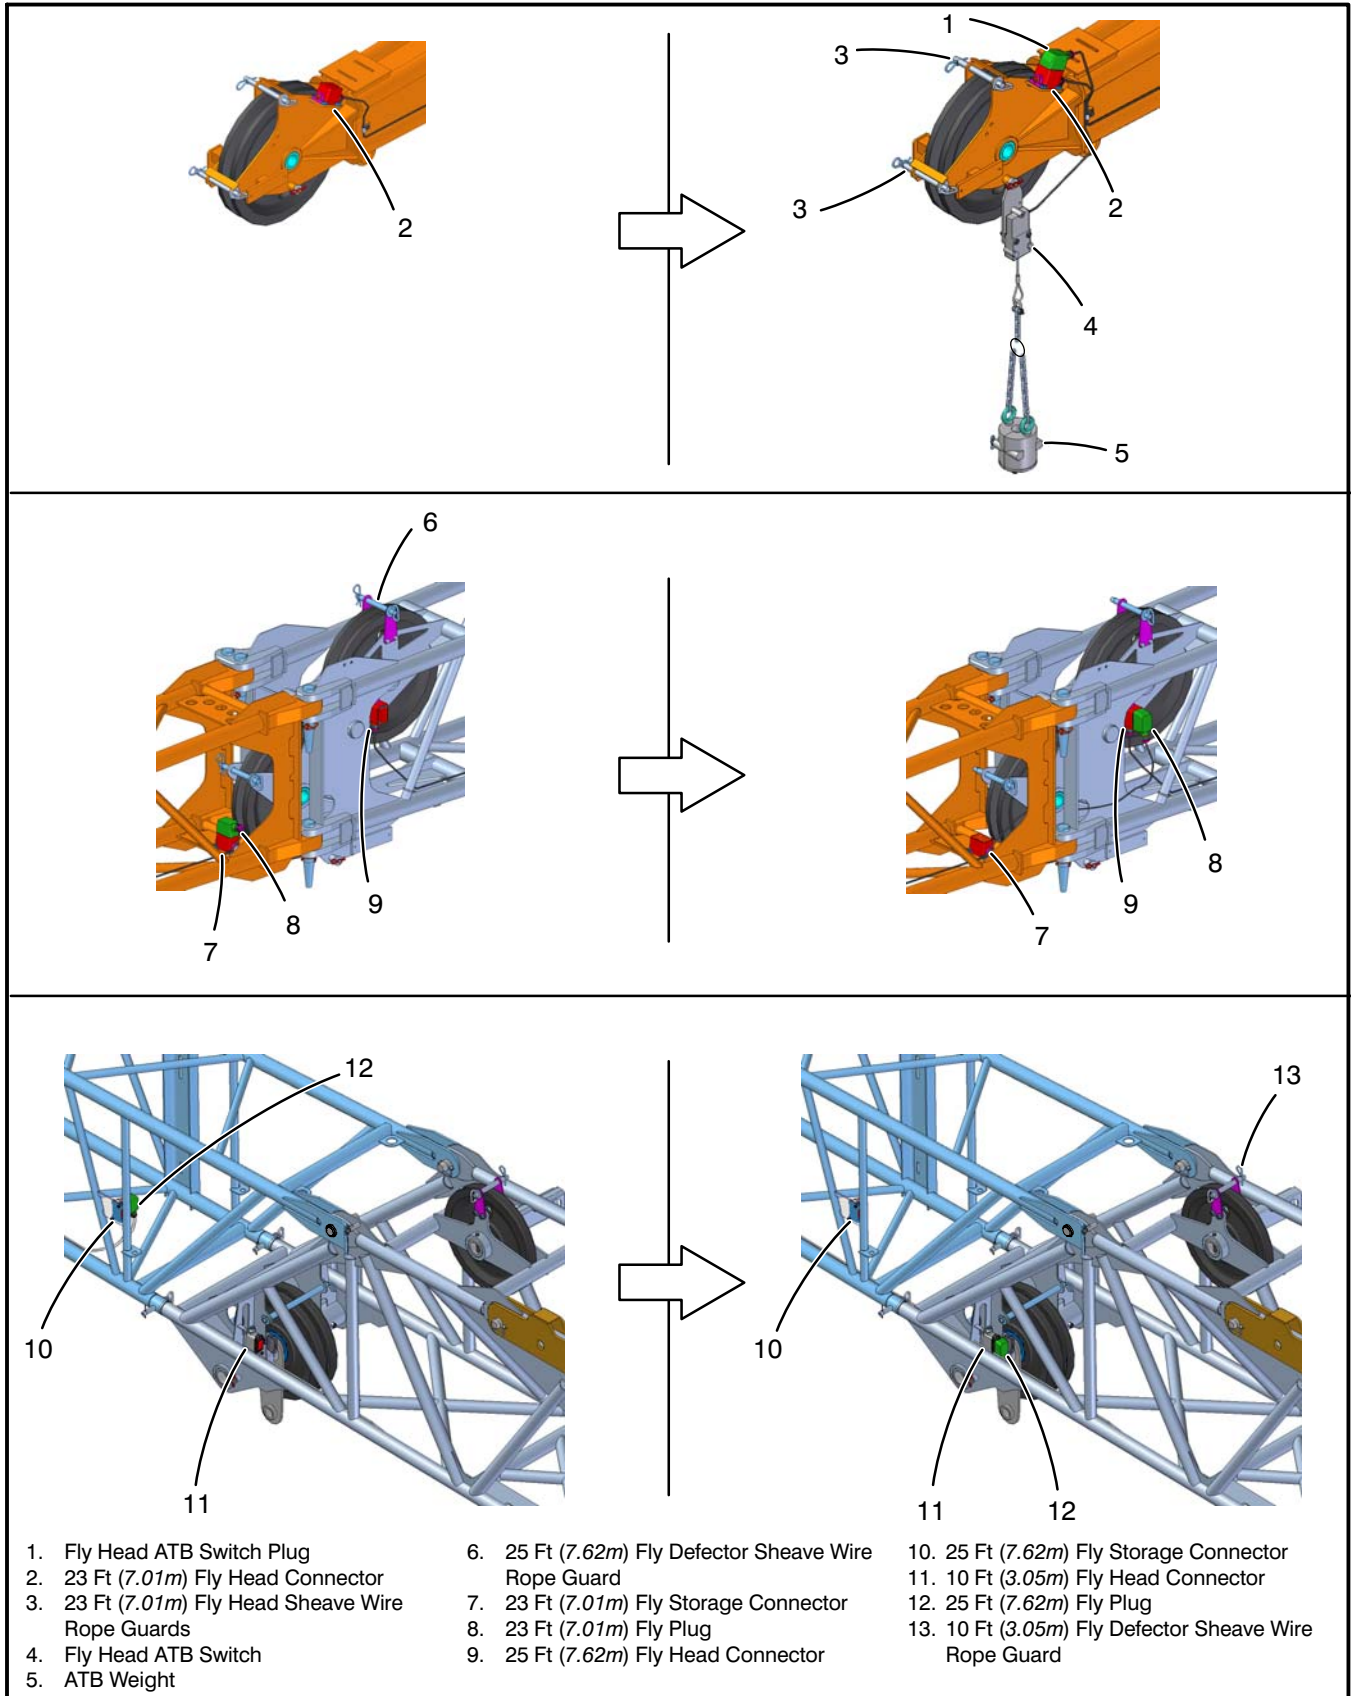 1
3
2
3
2
4
5
6
7
8
9
7
9
8
12
10
11
13
10
11
12
1. Fly Head ATB Switch Plug
2. 23 Ft (7.01m) Fly Head Connector
3. 23 Ft (7.01m) Fly Head Sheave Wire
Rope Guards
4. Fly Head ATB Switch
5. ATB Weight
6. 25 Ft (7.62m) Fly Defector Sheave Wire
Rope Guard
7. 23 Ft (7.01m) Fly Storage Connector
8. 23 Ft (7.01m) Fly Plug
9. 25 Ft (7.62m) Fly Head Connector
10. 25 Ft (7.62m) Fly Storage Connector
11. 10 Ft (3.05m) Fly Head Connector
12. 25 Ft (7.62m) Fly Plug
13. 10 Ft (3.05m) Fly Defector Sheave Wire
Rope Guard